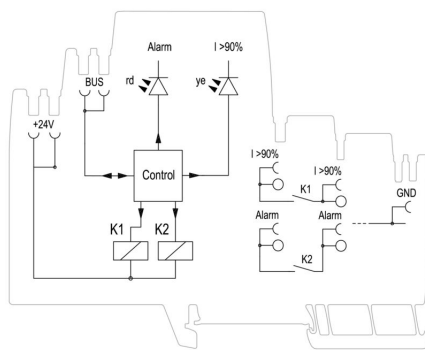 Alarm I >90%
BUS rd ye
+24V
I >90%
Control I >90%
K1 GND
K1 K2 Alarm Alarm
K2